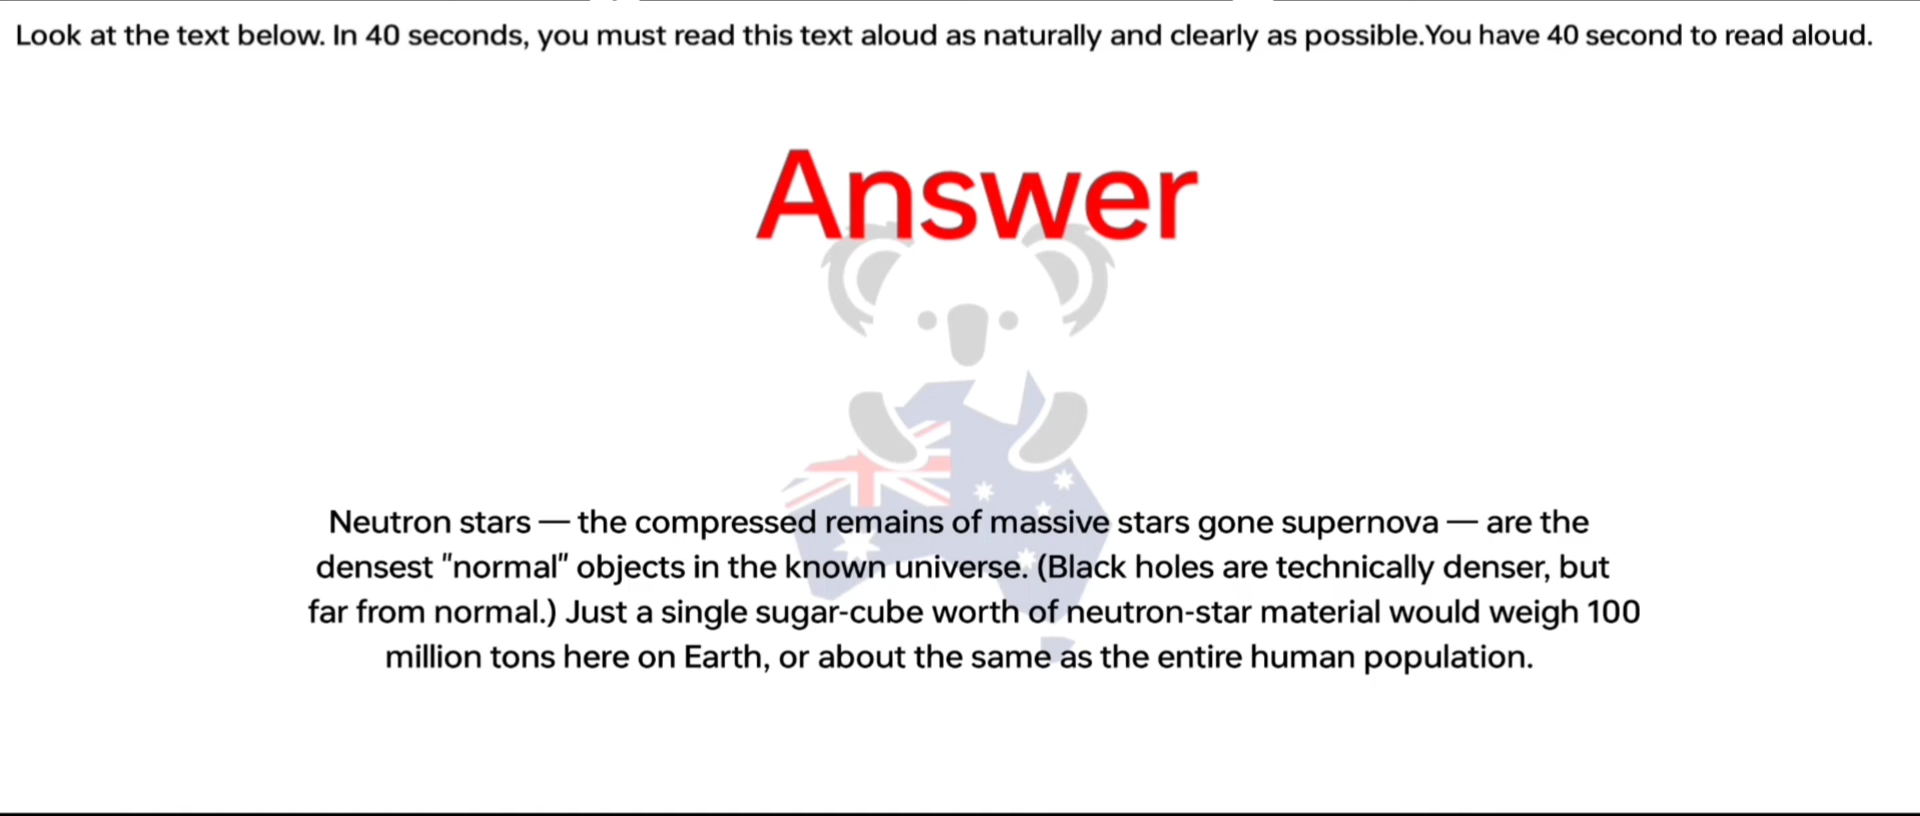 Look at the text below. In 40 seconds, you must read this text aloud as naturally and clearly as possible.You have 40 second to read aloud.
Answer
Neutron stars — the compressed remains of massive stars gone supernova — are the
densest "normal" objects in the known universe. (Black holes are technically denser, but
far from normal.) Just a single sugar-cube worth of neutron-star material would weigh 100
million tons here on Earth, or about the same as the entire human population.